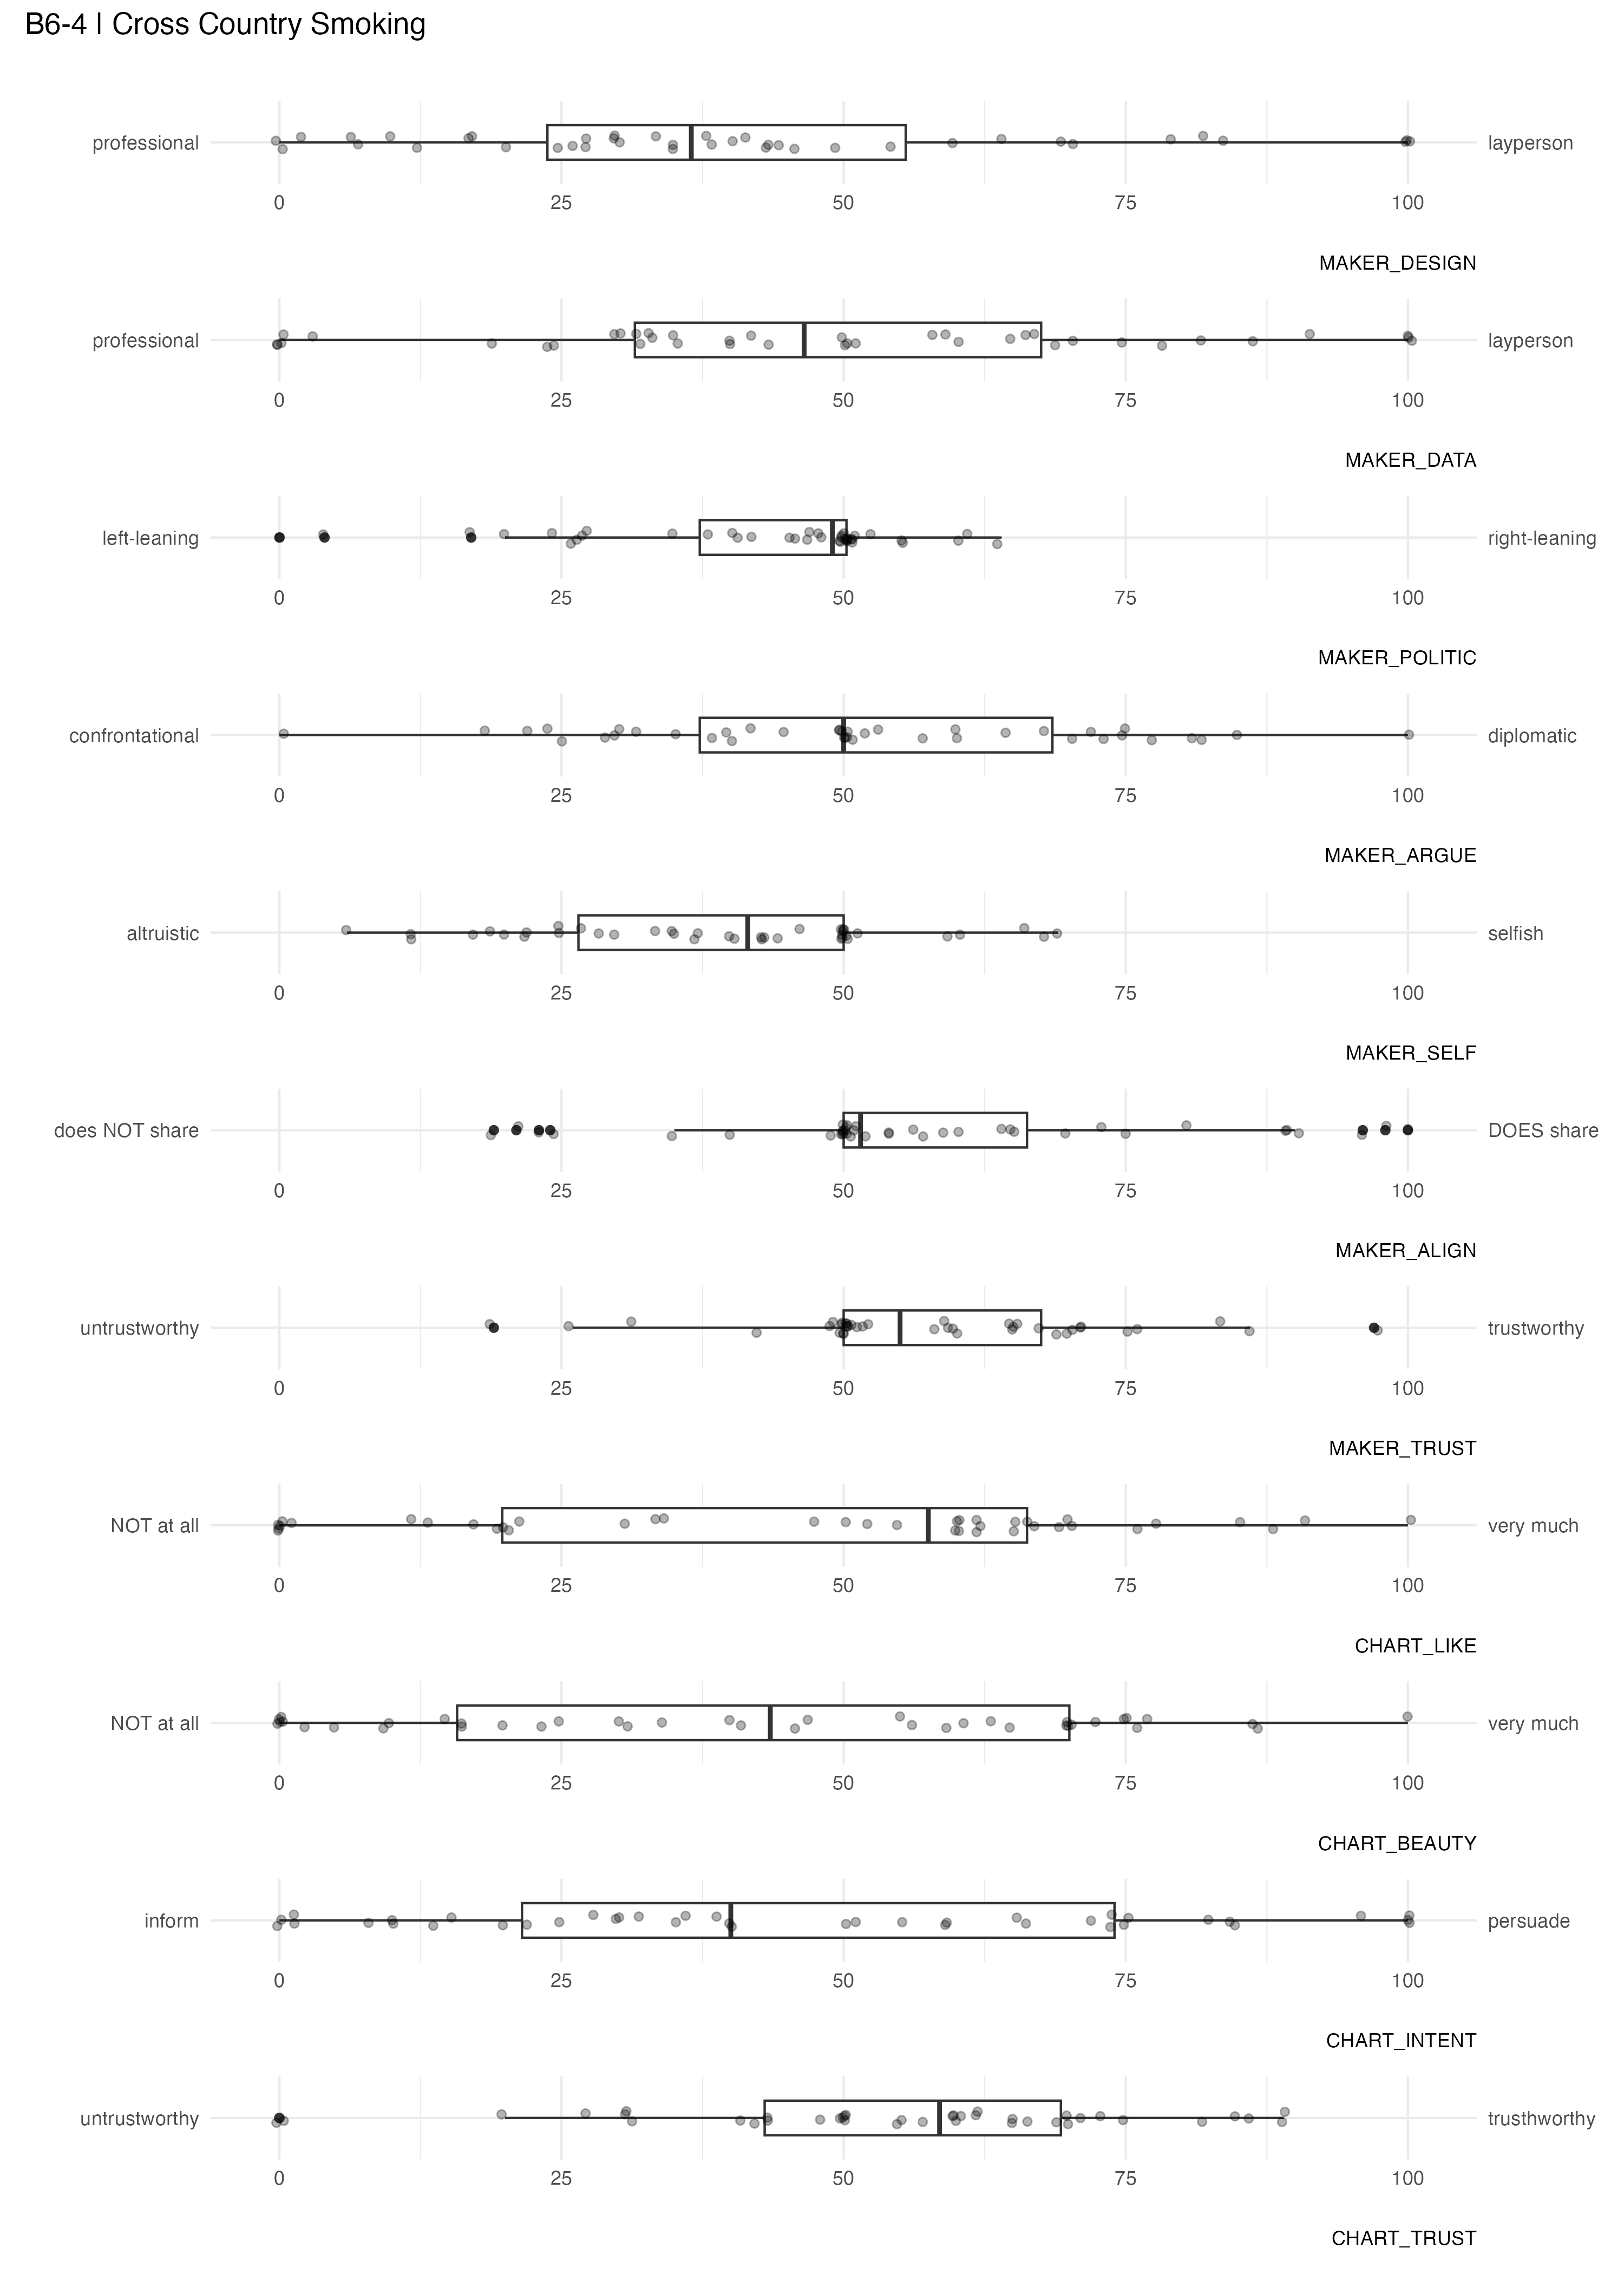 B6-4 | Cross Country Smoking
professional layperson
0 25 50 75 100
MAKER_DESIGN
professional layperson
0 25 50 75 100
MAKER_DATA
left-leaning right-leaning
0 25 50 75 100
MAKER_POLITIC
confrontational diplomatic
0 25 50 75 100
MAKER_ARGUE
altruistic selfish
0 25 50 75 100
MAKER_SELF
does NOT share DOES share
0 25 50 75 100
MAKER_ALIGN
untrustworthy trustworthy
0 25 50 75 100
MAKER_TRUST
NOT at all very much
0 25 50 75 100
CHART_LIKE
NOT at all very much
0 25 50 75 100
CHART_BEAUTY
inform persuade
0 25 50 75 100
CHART_INTENT
untrustworthy trusthworthy
0 25 50 75 100
CHART_TRUST